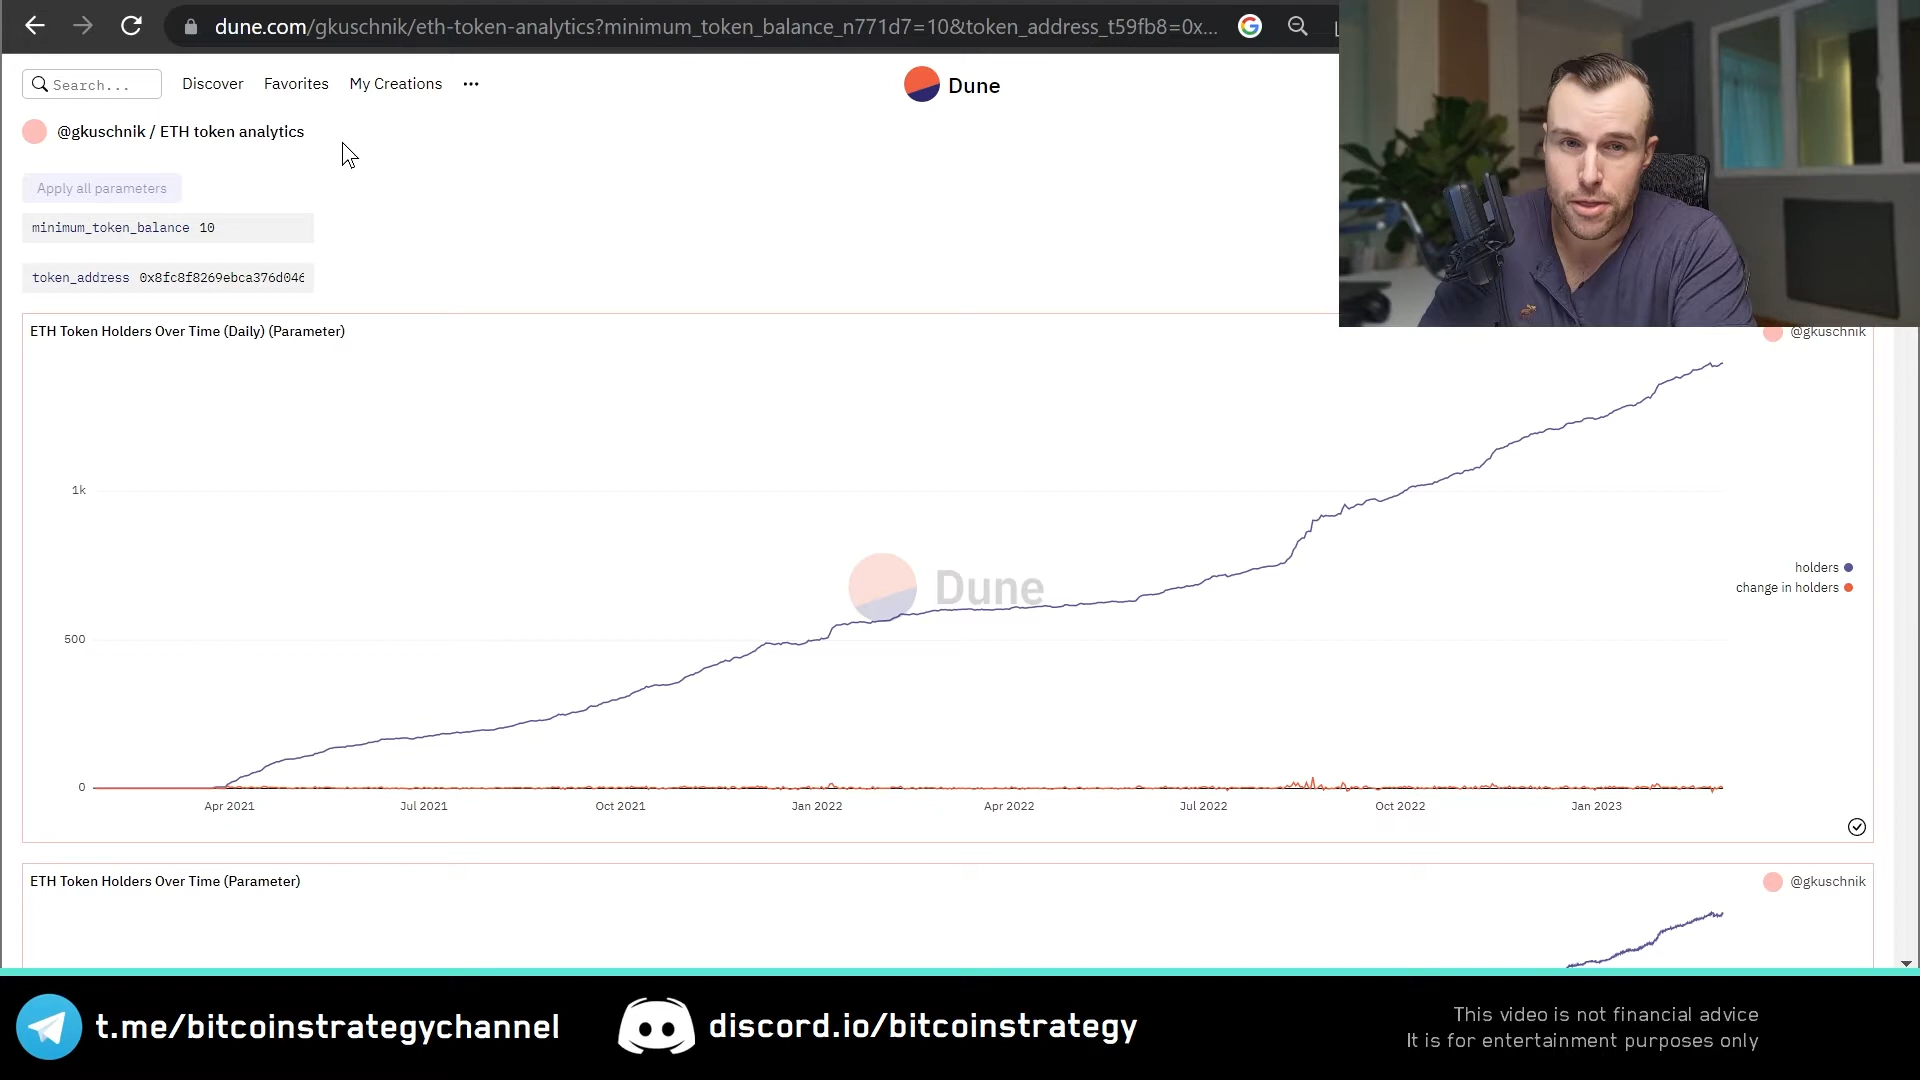 dune.com/gkuschnik/eth-token-analytics?minimum_token_balance_n771d7=10&token_address_t59fb8=0x...
Search...
Discover
Favorites
My Creations
Dune
@gkuschnik / ETH token analytics
Apply all parameters
minimum_token_balance 10
token_address 0x8fc8f8269ebca376d046
ETH Token Holders Over Time (Daily) (Parameter)
@gkuschnik
1k
500
0
Dune
holders
change in holders
Apr 2021
Jul 2021
Oct 2021
Jan 2022
Apr 2022
Jul 2022
Oct 2022
Jan 2023
ETH Token Holders Over Time (Parameter)
@gkuschnik
t.me/bitcoinstrategychannel
discord.io/bitcoinstrategy
This video is not financial advice
It is for entertainment purposes only